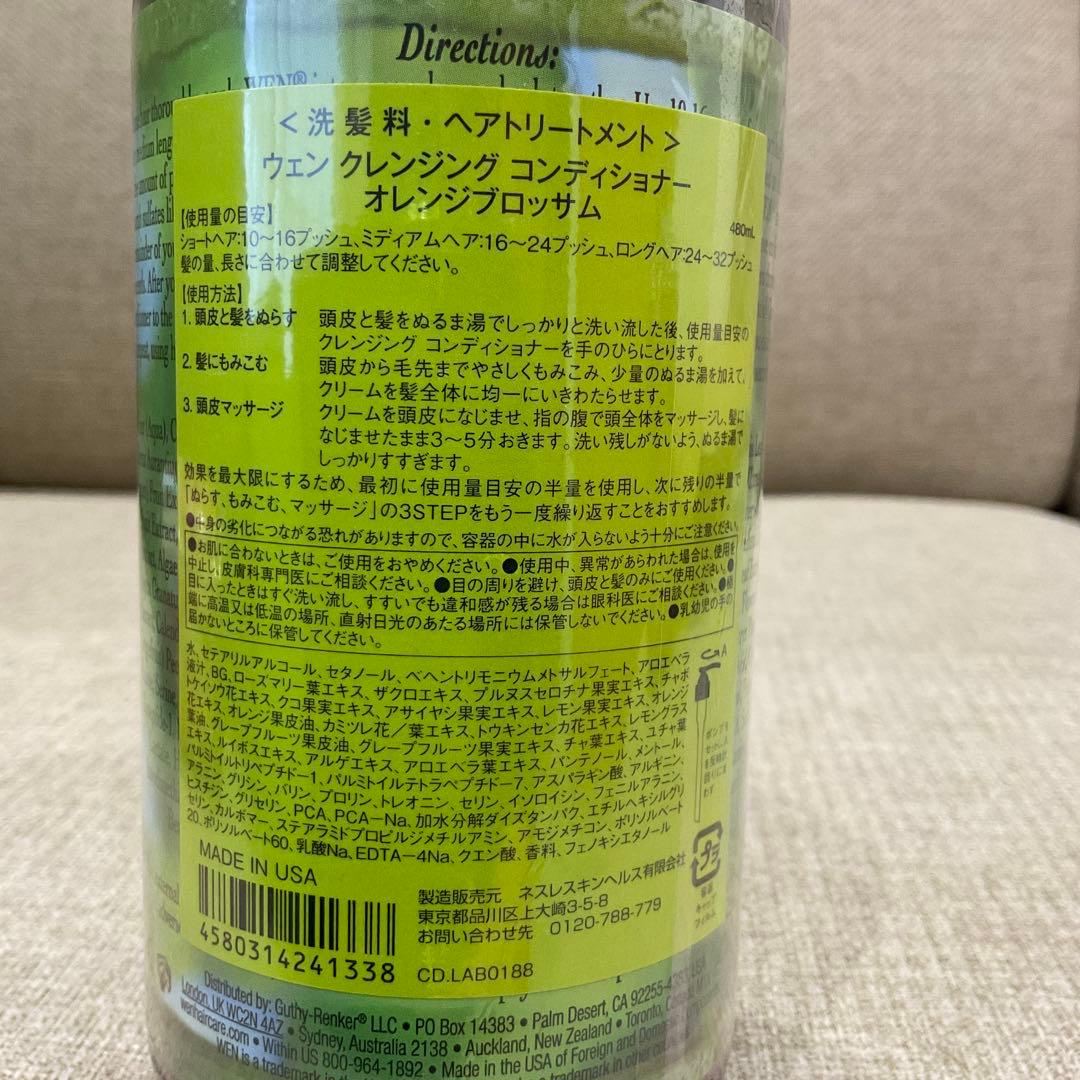 Directions:
WEN®
<洗髪料・ヘアトリートメント>
ウェン クレンジング コンディショナー
オレンジブロッサム
480mL
【使用量の目安】
ショートヘア:10〜16プッシュ、ミディアムヘア:16〜24プッシュ、ロングヘア:24〜32プッシュ
髪の量、長さに合わせて調整してください。
【使用方法】
1. 頭皮と髪をぬらす 頭皮と髪をぬるま湯でしっかりと洗い流した後、使用量目安の
クレンジング コンディショナーを手のひらにとります。
2. 髪にもみこむ 頭皮から毛先までやさしくもみこみ、少量のぬるま湯を加えて、
クリームを髪全体に均一にいきわたらせます。
3. 頭皮マッサージ クリームを頭皮になじませ、指の腹で頭全体をマッサージし、髪に
なじませたまま3〜5分おきます。洗い残しがないよう、ぬるま湯で
しっかりすすぎます。
効果を最大限にするため、最初に使用量目安の半量を使用し、次に残りの半量で
「ぬらす、もみこむ、マッサージ」の3STEPをもう一度繰り返すことをおすすめします。
●中身の劣化につながる恐れがありますので、容器の中に水が入らないよう十分にご注意ください。
●お肌に合わないときは、ご使用をおやめください。●使用中、異常があらわれた場合は、使用を
中止し、皮膚科専門医にご相談ください。●目の周りを避け、頭皮と髪のみにご使用ください。●
目に入ったときはすぐ洗い流し、すすいでも違和感が残る場合は眼科医にご相談ください。●極
端に高温又は低温の場所、直射日光のあたる場所には保管しないでください。●乳幼児の手の
届かないところに保管してください。
水、セテアリルアルコール、セタノール、ベヘントリモニウムメトサルフェート、アロエベラ
液汁、BG、ローズマリー葉エキス、ザクロエキス、プルヌスセロチナ果実エキス、チャボ
トケイソウ花エキス、クコ果実エキス、アサイヤシ果実エキス、レモン果実エキス、オレンジ
花エキス、オレンジ果皮油、カミツレ花/葉エキス、トウキンセンカ花エキス、レモングラス
葉油、グレープフルーツ果皮油、グレープフルーツ果実エキス、チャ葉エキス、ユチャ葉
エキス、ルイボスエキス、アルゲエキス、アロエベラ葉エキス、パンテノール、メントール、
パルミトイルトリペプチド-1、パルミトイルテトラペプチド-7、アスパラギン酸、アルギニン、
アラニン、グリシン、バリン、プロリン、トレオニン、セリン、イソロイシン、フェニルアラニン、
ヒスチジン、グリセリン、PCA、PCA-Na、加水分解ダイズタンパク、エチルヘキシルグリ
セリン、カルボマー、ステアラミドプロピルジメチルアミン、アモジメチコン、ポリソルベート
20、ポリソルベート60、乳酸Na、EDTA-4Na、クエン酸、香料、フェノキシエタノール
A
MADE IN USA
プラ
4580314241338
製造販売元 ネスレスキンヘルス有限会社
東京都品川区上大崎3-5-8
お問い合わせ先 0120-788-779
CD.LAB0188
Distributed by: Guthy-Renker® LLC • PO Box 14383 • Palm Desert, CA 92255-4383 USA
London, UK WC2N 4AZ • Sydney, Australia 2138 • Auckland, New Zealand • Toronto,
wenhaircare.com • Within US 800-964-1892 • Made in the USA of Foreign and
WEN is a trademark